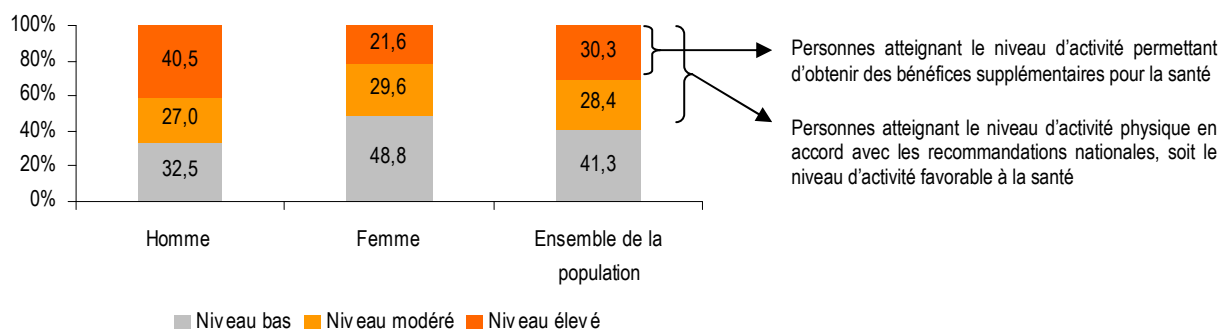 100%
80%
60%
40%
20%
0%
40,5
27,0
32,5
21,6
29,6
48,8
30,3
28,4
41,3
Homme
Femme
Ensemble de la
population
Niveau bas
Niveau modéré
Niveau élevé
Personnes atteignant le niveau d’activité permettant
d’obtenir des bénéfices supplémentaires pour la santé
Personnes atteignant le niveau d’activité physique en
accord avec les recommandations nationales, soit le
niveau d’activité favorable à la santé